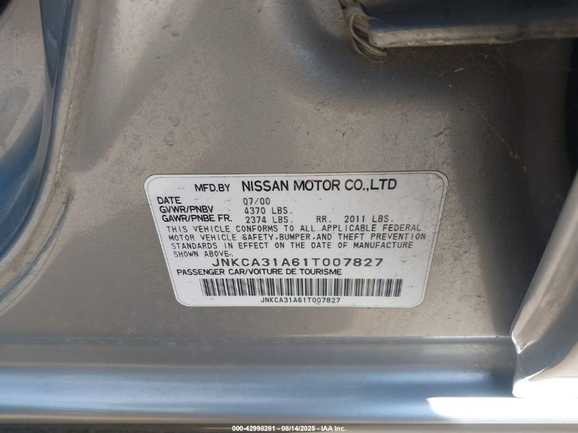 MFD.BY NISSAN MOTOR CO.,LTD
DATE 07/00
GVWR/PNBV 4370 LBS.
GAWR/PNBE FR. 2374 LBS. RR. 2011 LBS.
THIS VEHICLE CONFORMS TO ALL APPLICABLE FEDERAL
MOTOR VEHICLE SAFETY, BUMPER, AND THEFT PREVENTION
STANDARDS IN EFFECT ON THE DATE OF MANUFACTURE
SHOWN ABOVE.
JNKCA31A61T007827
PASSENGER CAR/VOITURE DE TOURISME
JNKCA31A61T007827
000-42998291 - 08/14/2025 - IAA Inc.